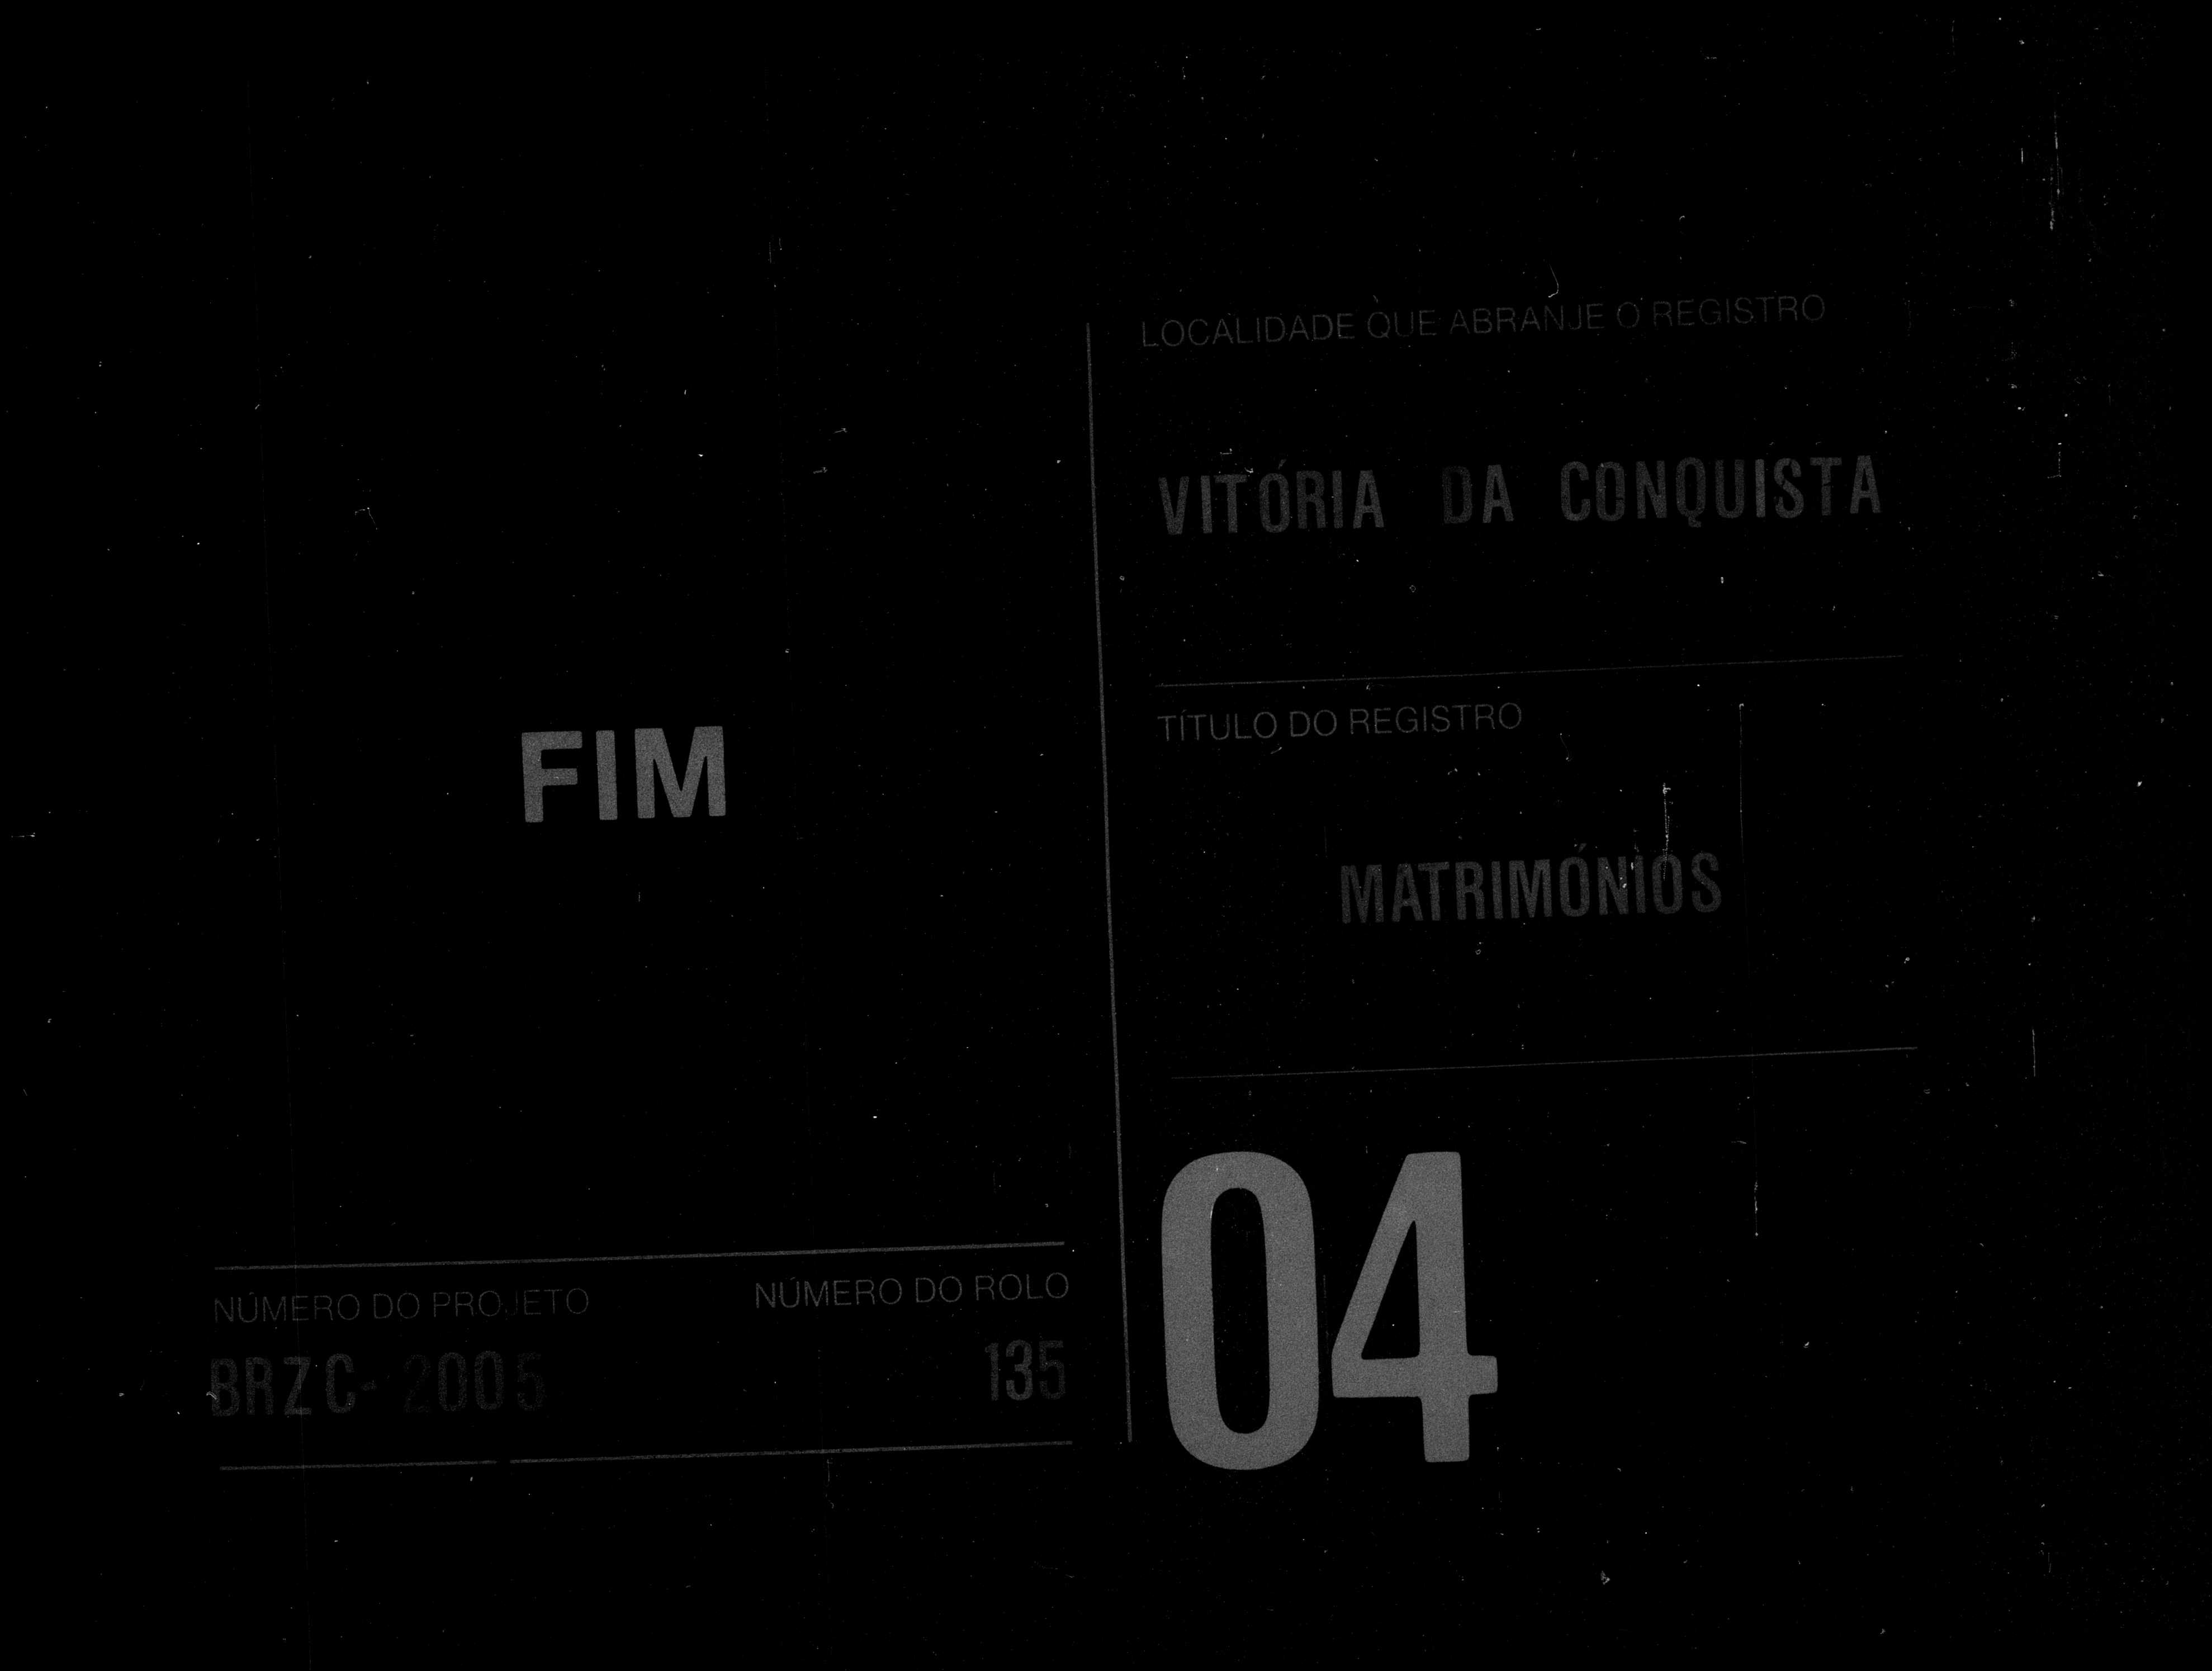 FIM
NÚMERO DO PROJETO
BRZC- 2005
NÚMERO DO ROLO
135
LOCALIDADE QUE ABRANJE O REGISTRO
VITÓRIA DA CONQUISTA
TÍTULO DO REGISTRO
MATRIMÓNIOS
04